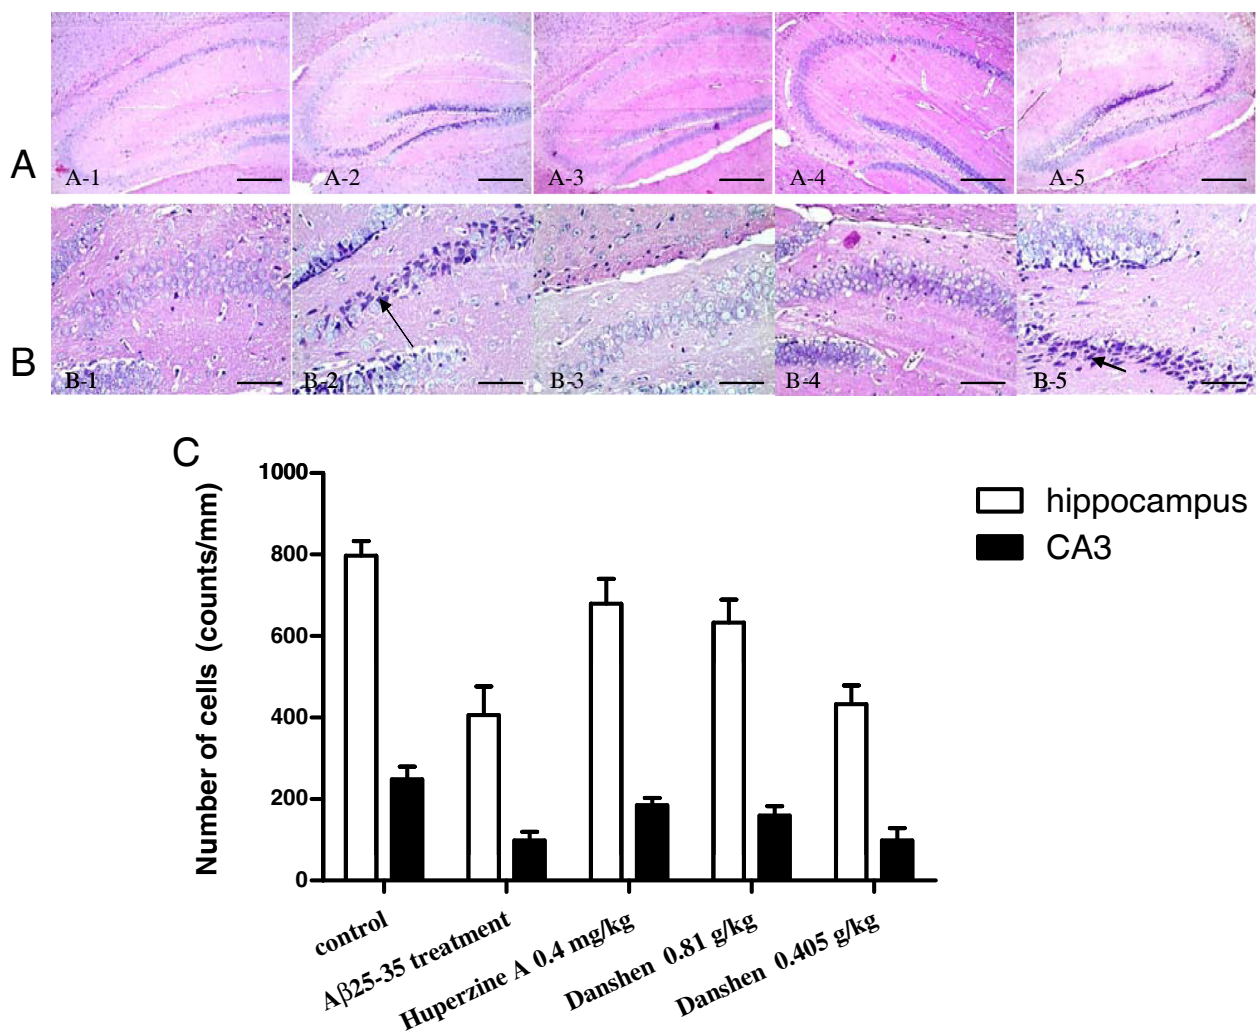 A
A-1
A-2
A-3
A-4
A-5
B
B-1
B-2
B-3
B-4
B-5
C
Number of cells (counts/mm)
1000
800
600
400
200
0
hippocampus
CA3
control
Aβ25-35 treatment
Huperzine A 0.4 mg/kg
Danshen 0.81 g/kg
Danshen 0.405 g/kg